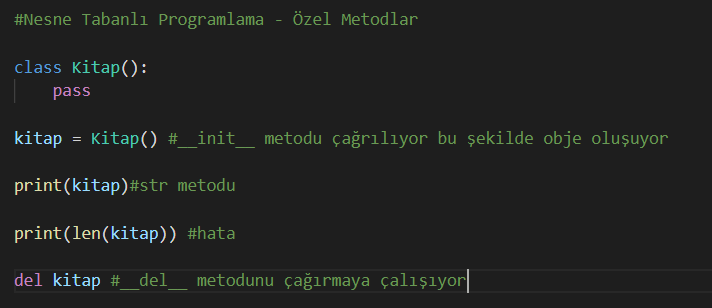 #Nesne Tabanlı Programlama - Özel Metodlar
class Kitap():
pass
kitap = Kitap() #__init__ metodu çağrılıyor bu şekilde obje oluşuyor
print(kitap)#str metodu
print(len(kitap)) #hata
del kitap #__del__ metodunu çağırmaya çalışıyor